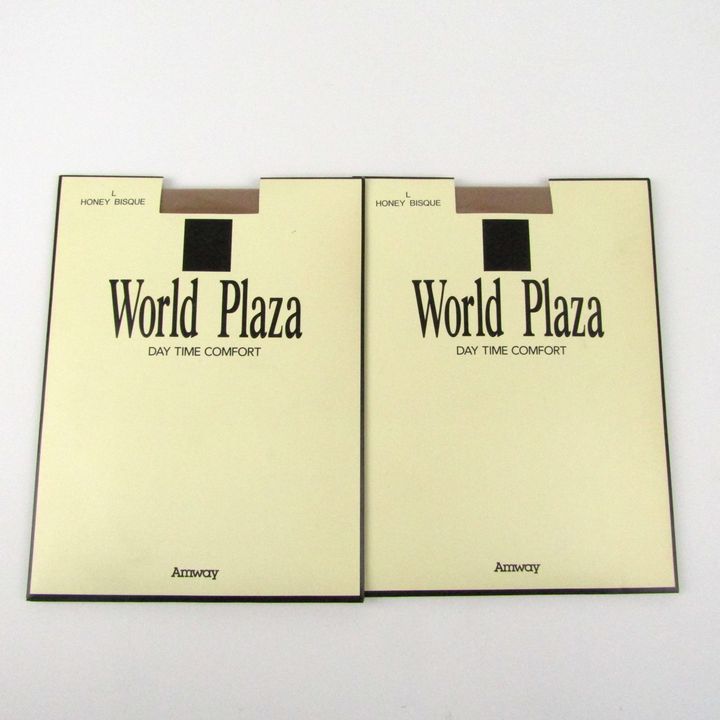 L
HONEY BISQUE
World Plaza
DAY TIME COMFORT
Amway
L
HONEY BISQUE
World Plaza
DAY TIME COMFORT
Amway